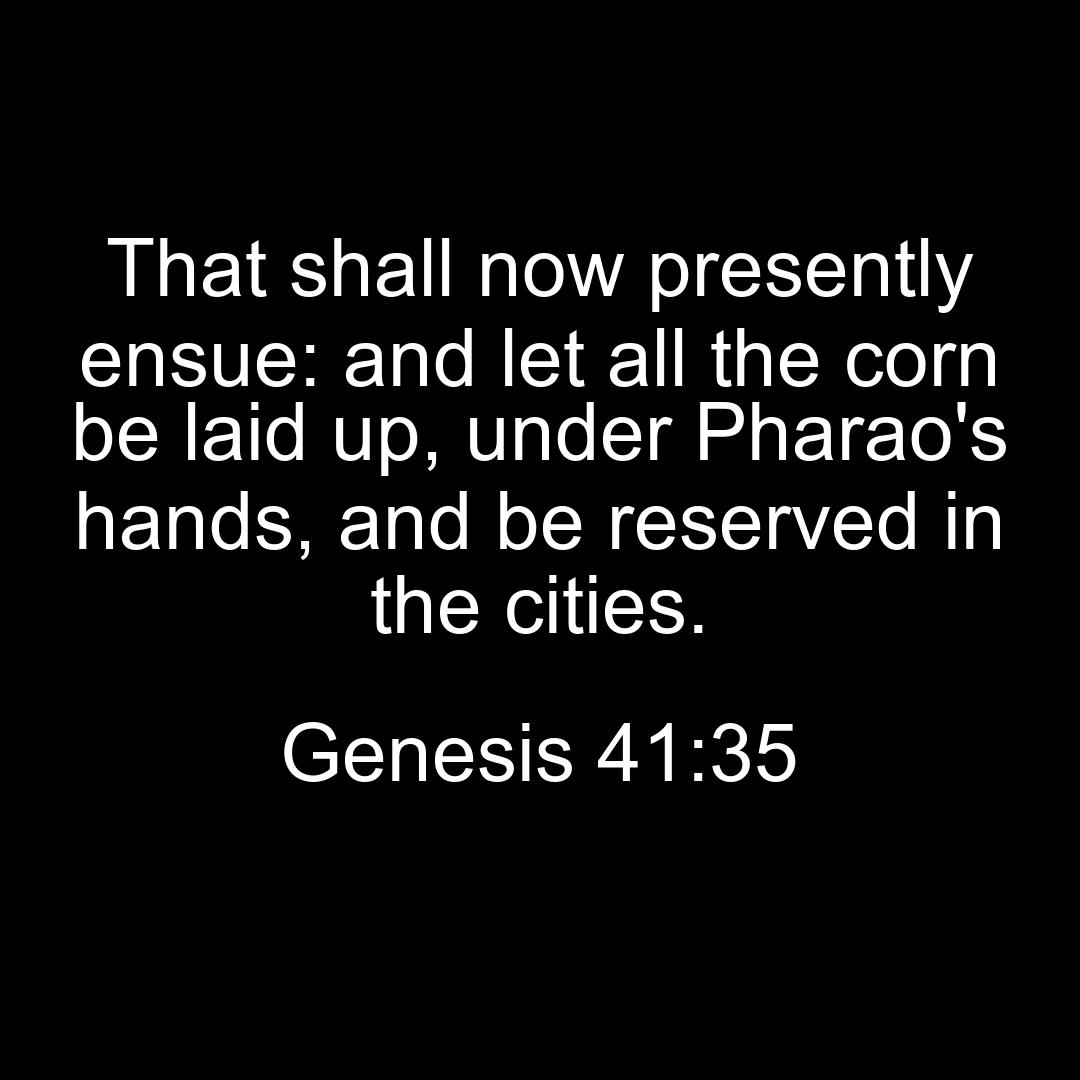 That shall now presently
ensue: and let all the corn
be laid up, under Pharao's
hands, and be reserved in
the cities.
Genesis 41:35